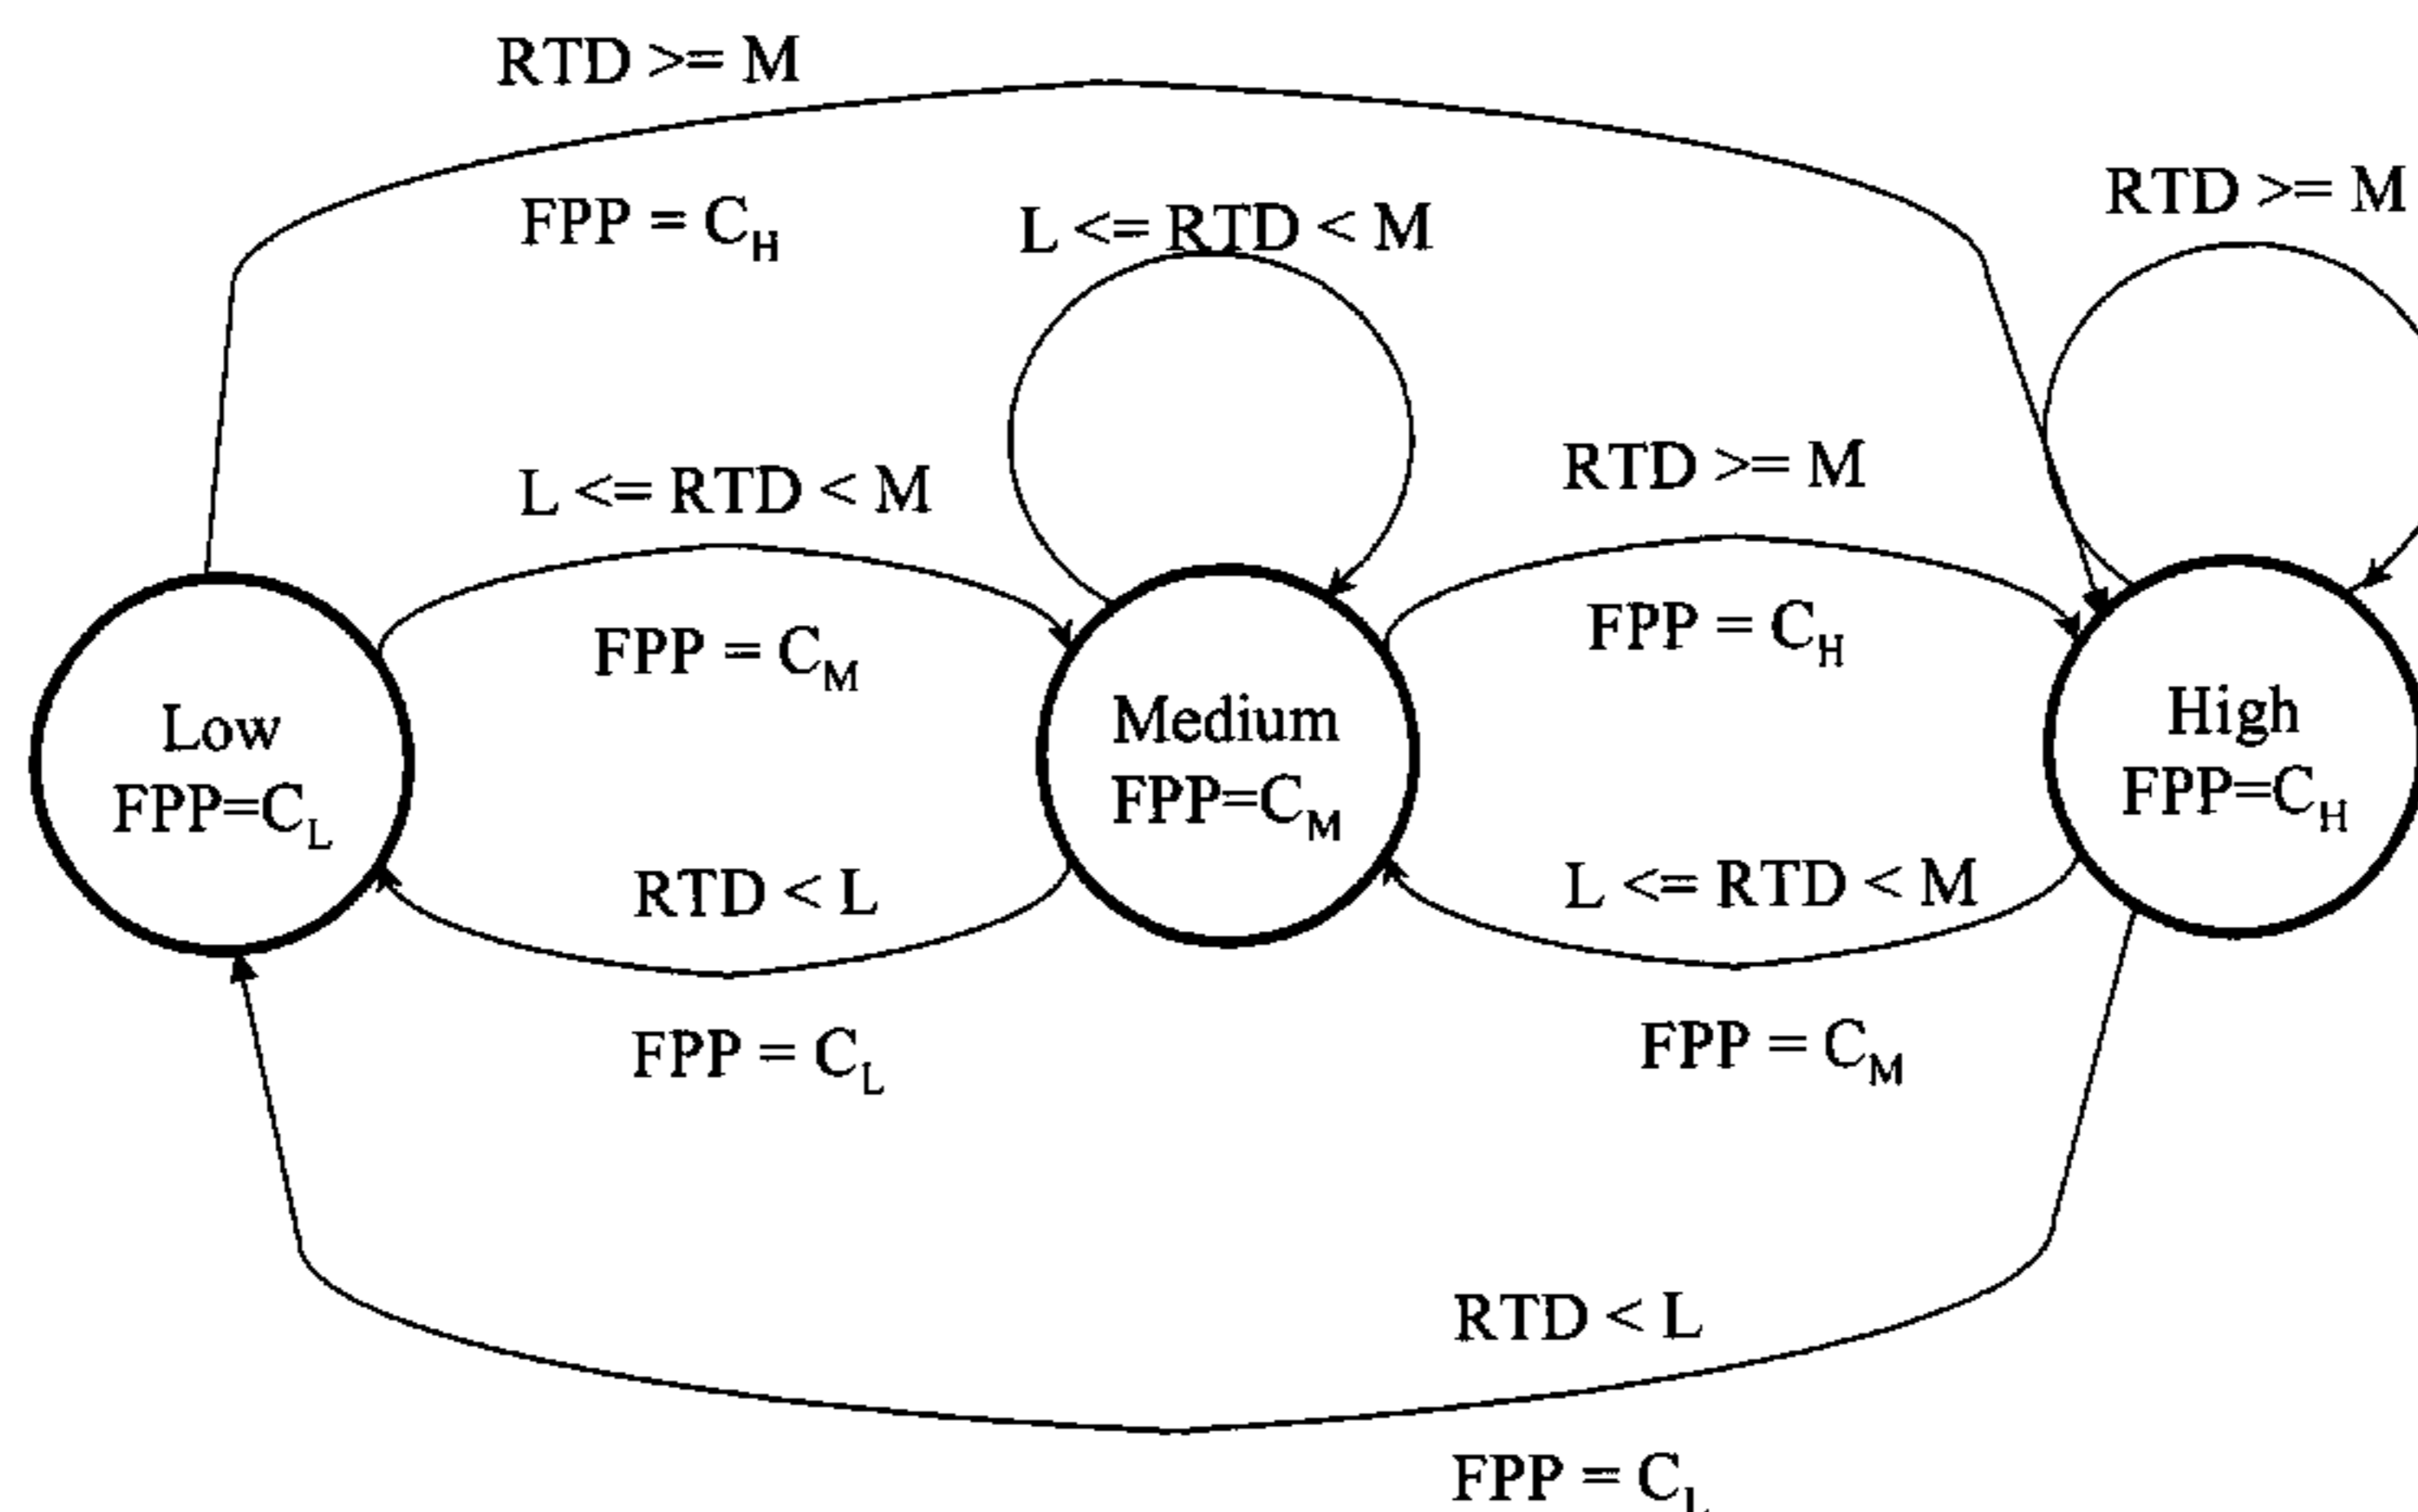 RTD >= M
FPP = C_H
L <= RTD < M
RTD >= M
L <= RTD < M
FPP = C_M
RTD >= M
FPP = C_H
Low
FPP=C_L
Medium
FPP=C_M
High
FPP=C_H
RTD < L
FPP = C_L
L <= RTD < M
FPP = C_M
RTD < L
FPP = C_L